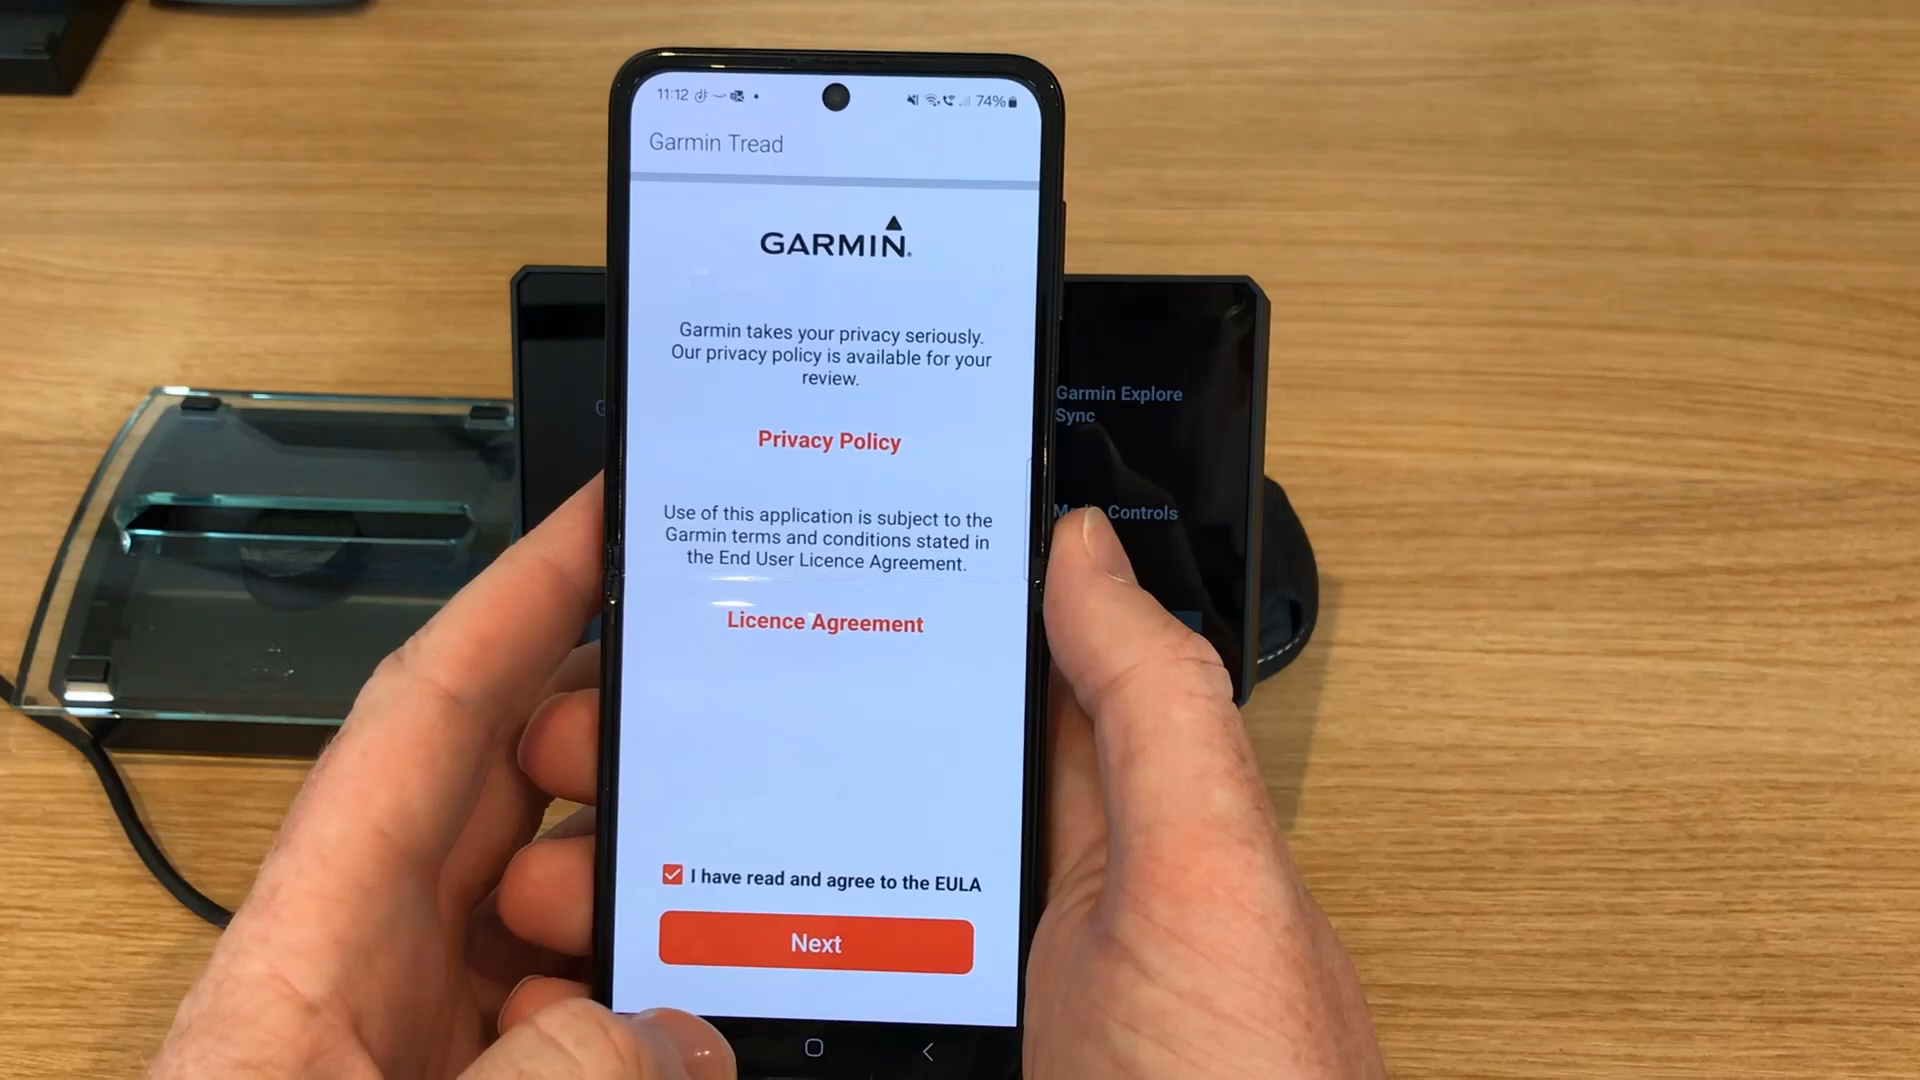 11:12
74%
Garmin Tread
GARMIN
Garmin takes your privacy seriously.
Our privacy policy is available for your
review.
Privacy Policy
Use of this application is subject to the
Garmin terms and conditions stated in
the End User Licence Agreement.
Licence Agreement
I have read and agree to the EULA
Next
Garmin Explore
Sync
Controls